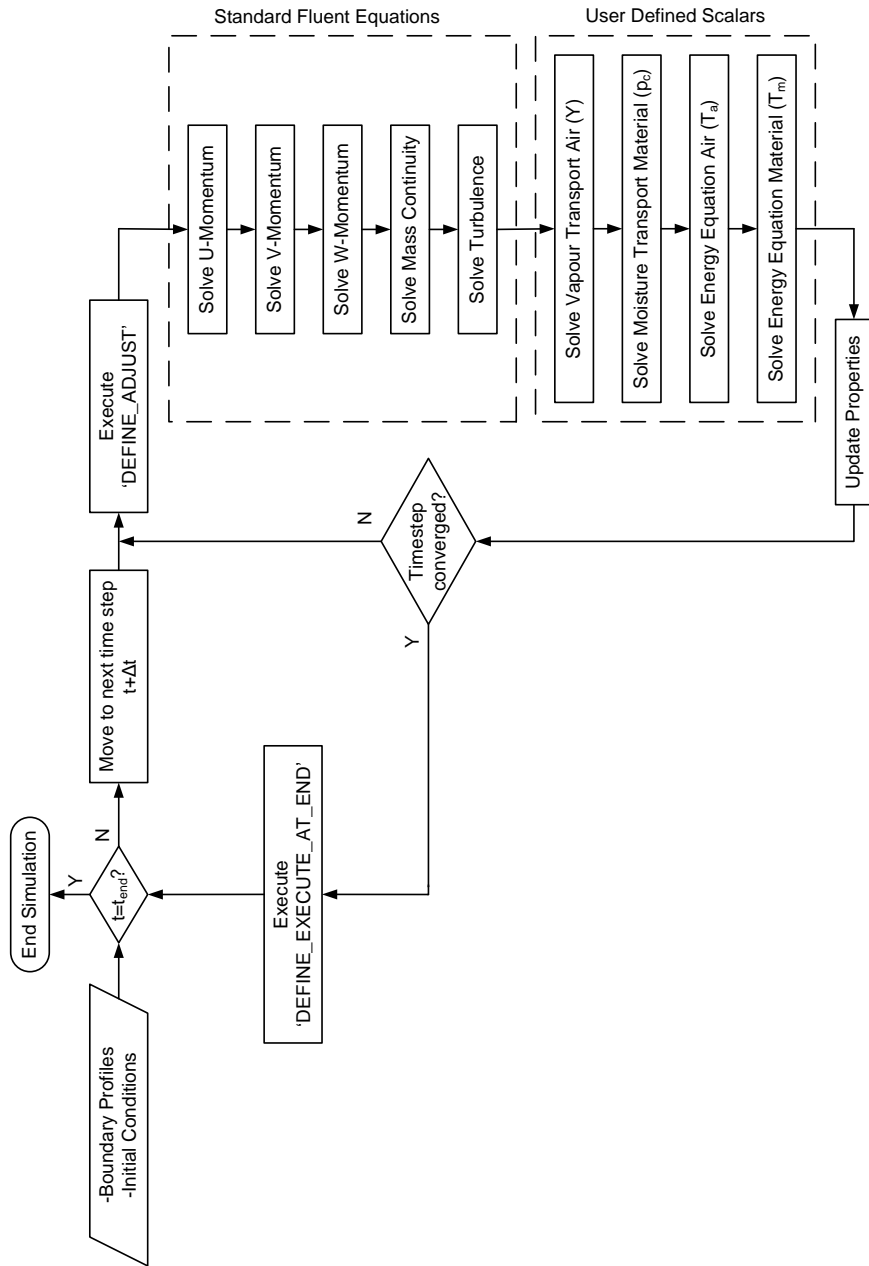 -Boundary Profiles
-Initial Conditions
t=tend?
Y
End Simulation
N
Move to next time step
t+Δt
Execute
‘DEFINE_ADJUST’
Standard Fluent Equations
Solve U-Momentum
Solve V-Momentum
Solve W-Momentum
Solve Mass Continuity
Solve Turbulence
User Defined Scalars
Solve Vapour Transport Air (Y)
Solve Moisture Transport Material (pc)
Solve Energy Equation Air (Ta)
Solve Energy Equation Material (Tm)
Update Properties
Timestep
converged?
N
Y
Execute
‘DEFINE_EXECUTE_AT_END’